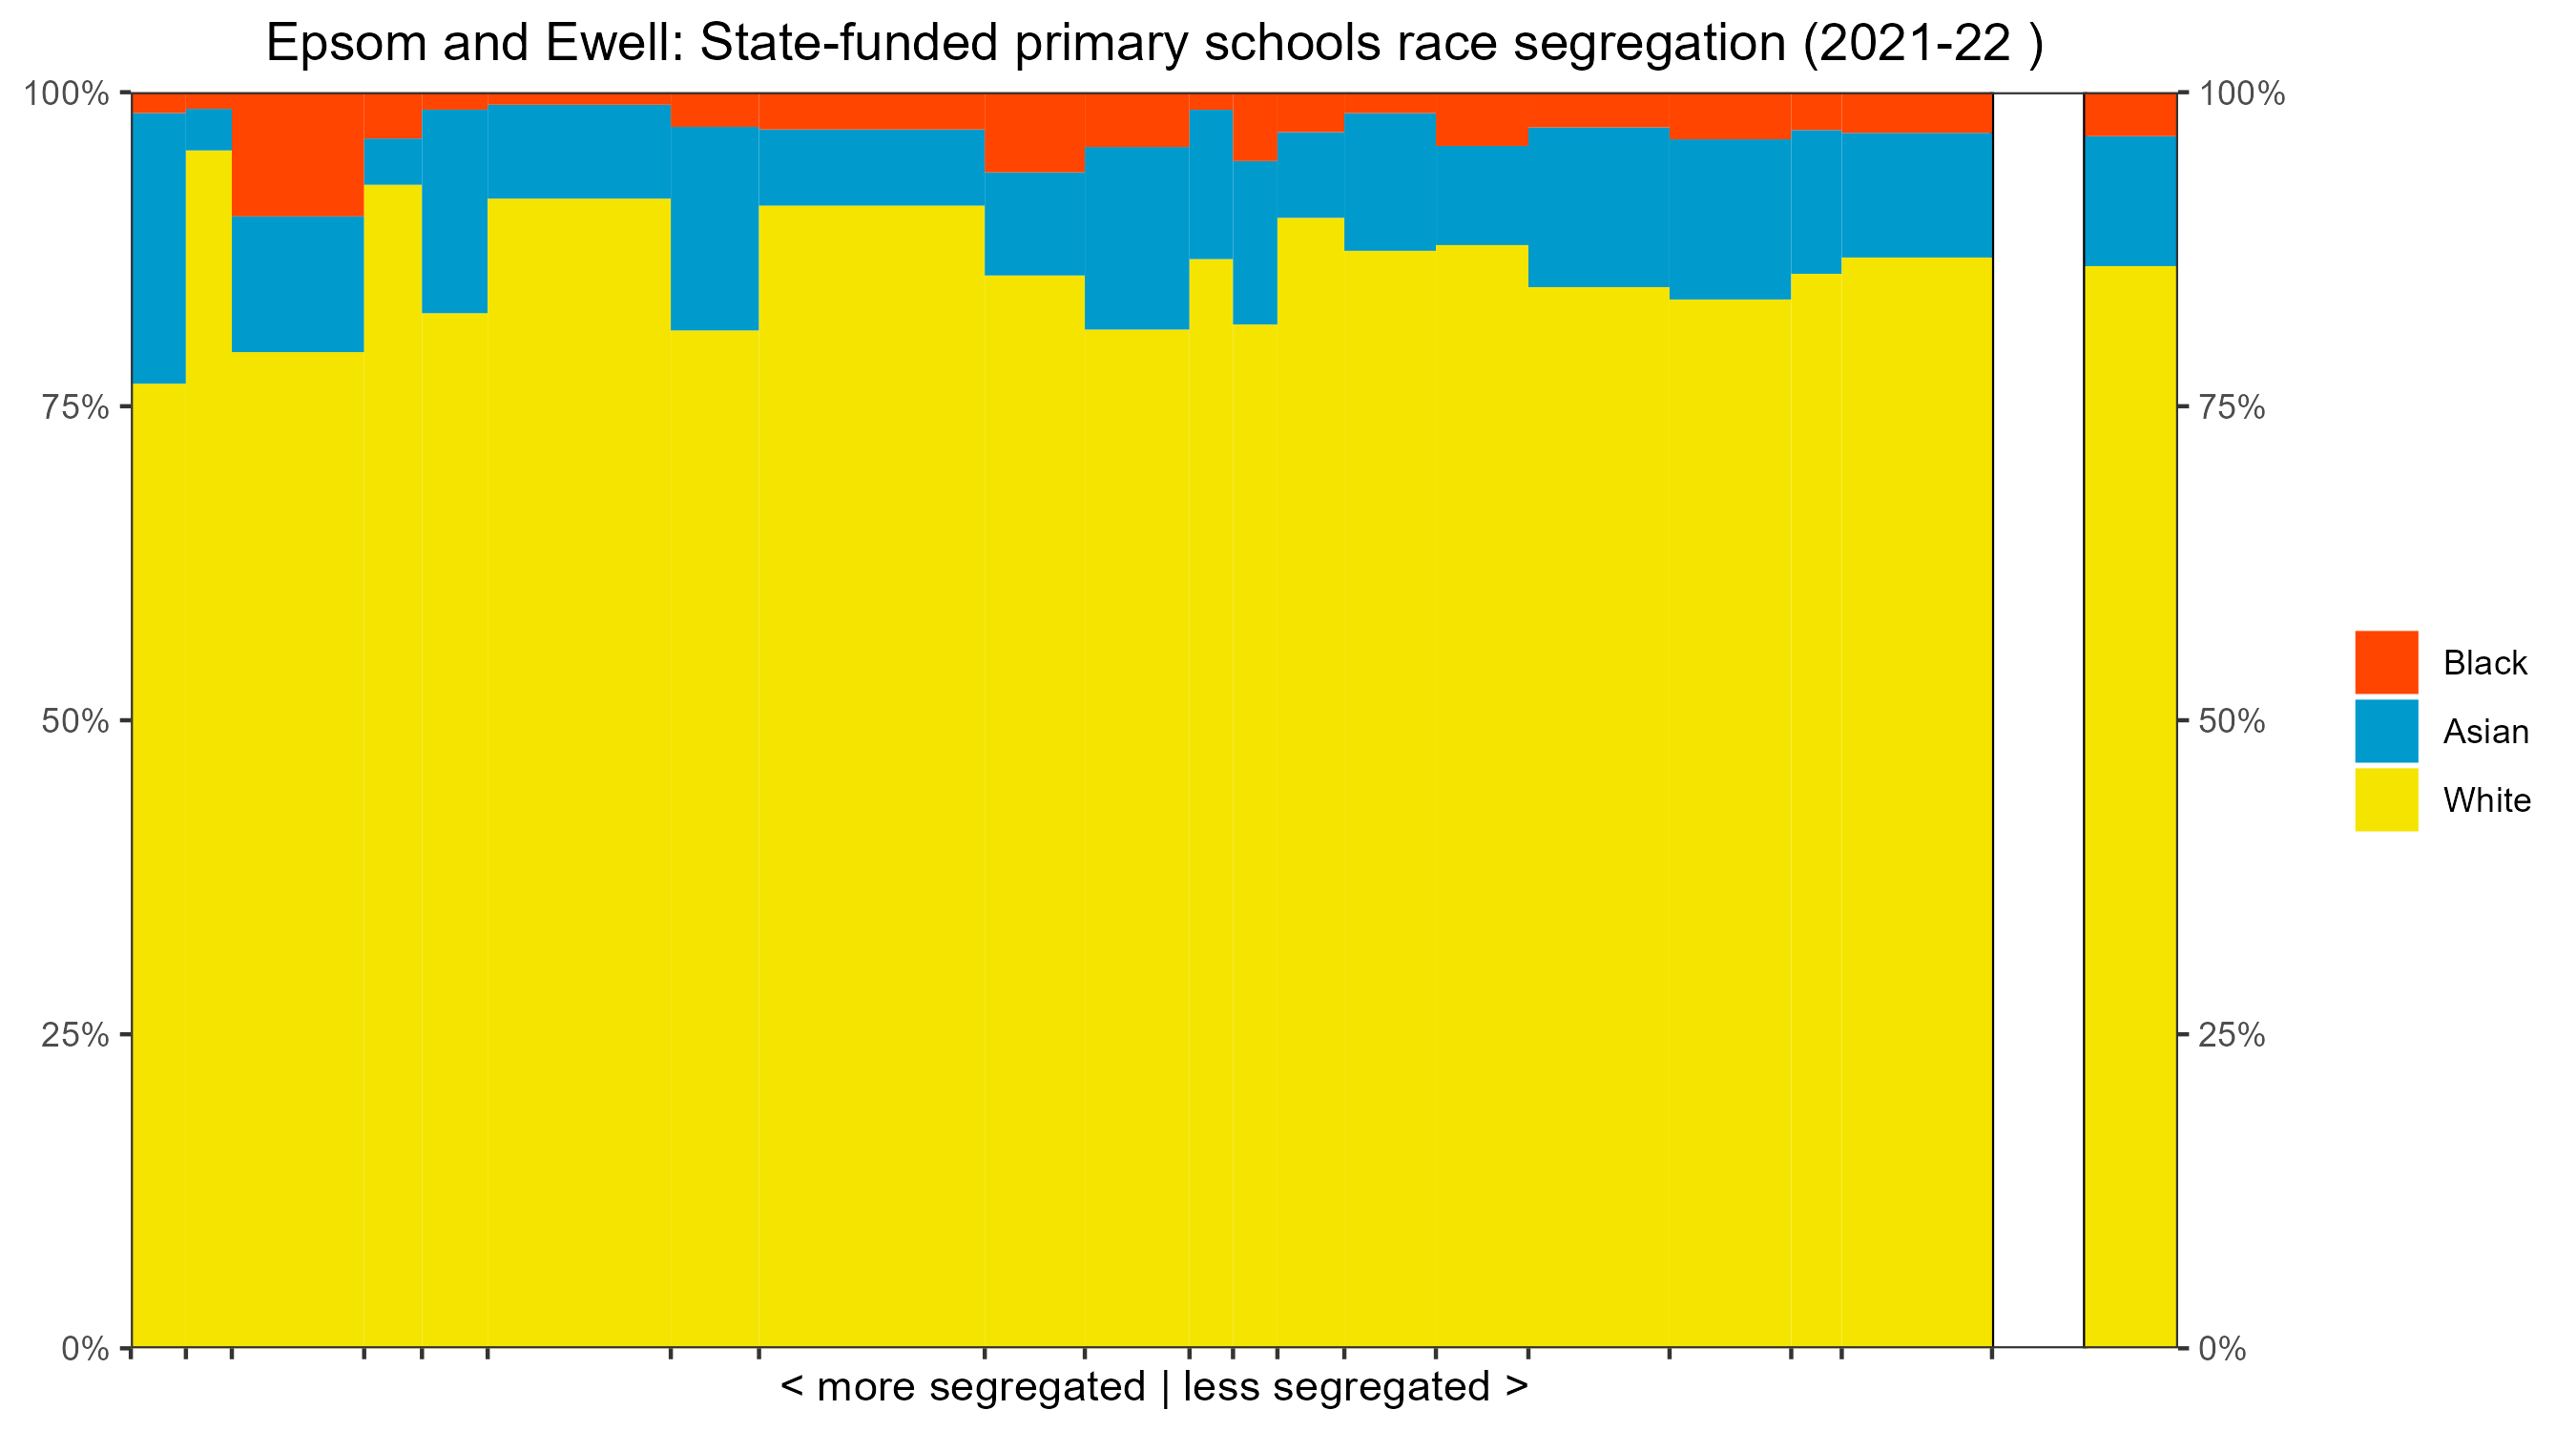 Epsom and Ewell: State-funded primary schools race segregation (2021-22 )
100%
75%
50%
25%
0%
100%
75%
50%
25%
0%
Black
Asian
White
< more segregated | less segregated >